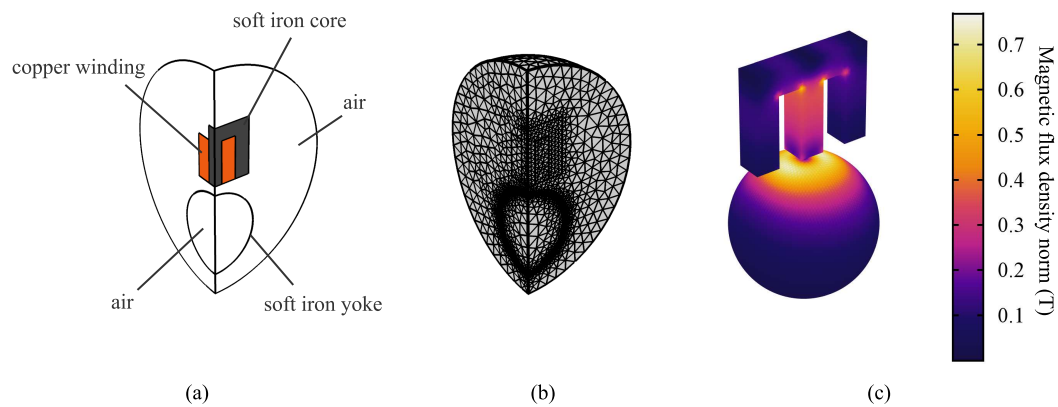 soft iron core
copper winding
air
air
soft iron yoke
0.7
0.6
0.5
0.4
0.3
0.2
0.1
Magnetic flux density norm (T)
(a)
(b)
(c)